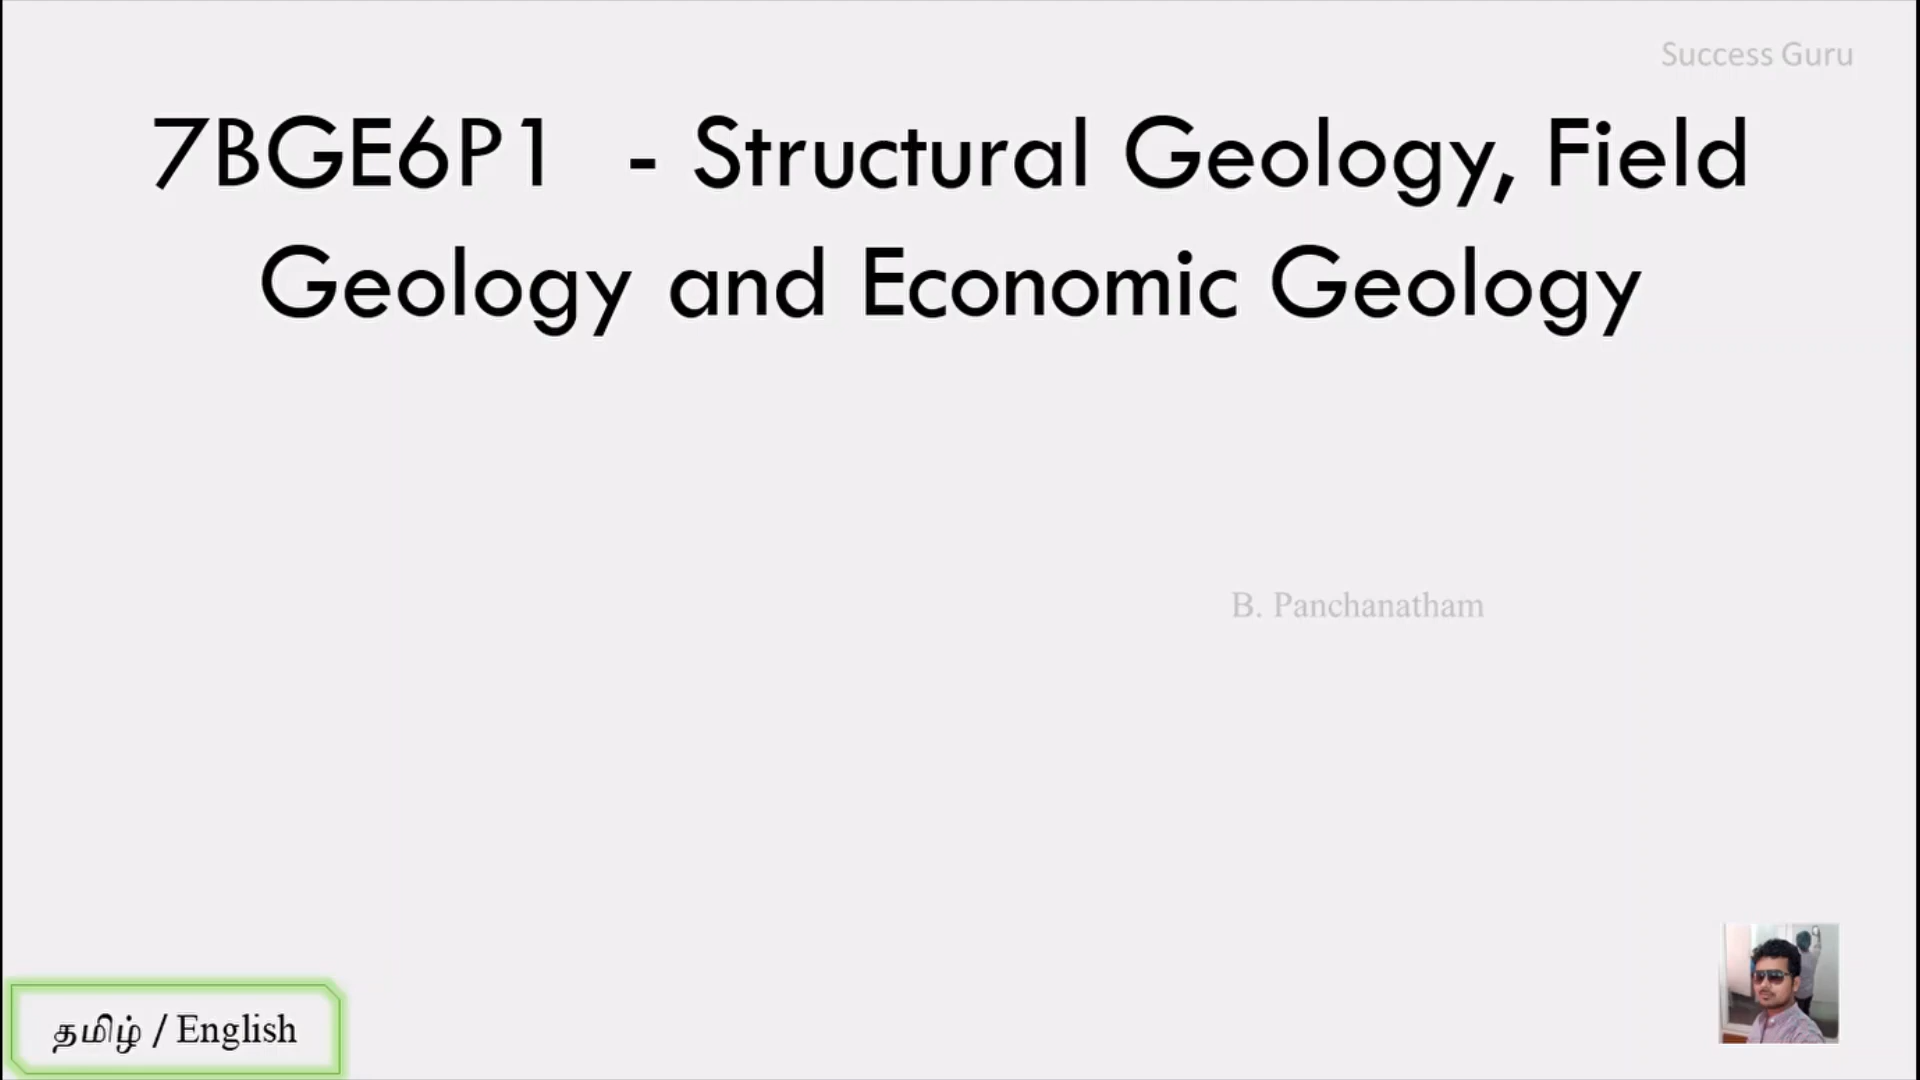 Success Guru
7BGE6P1 - Structural Geology, Field
Geology and Economic Geology
B. Panchanatham
தமிழ் / English